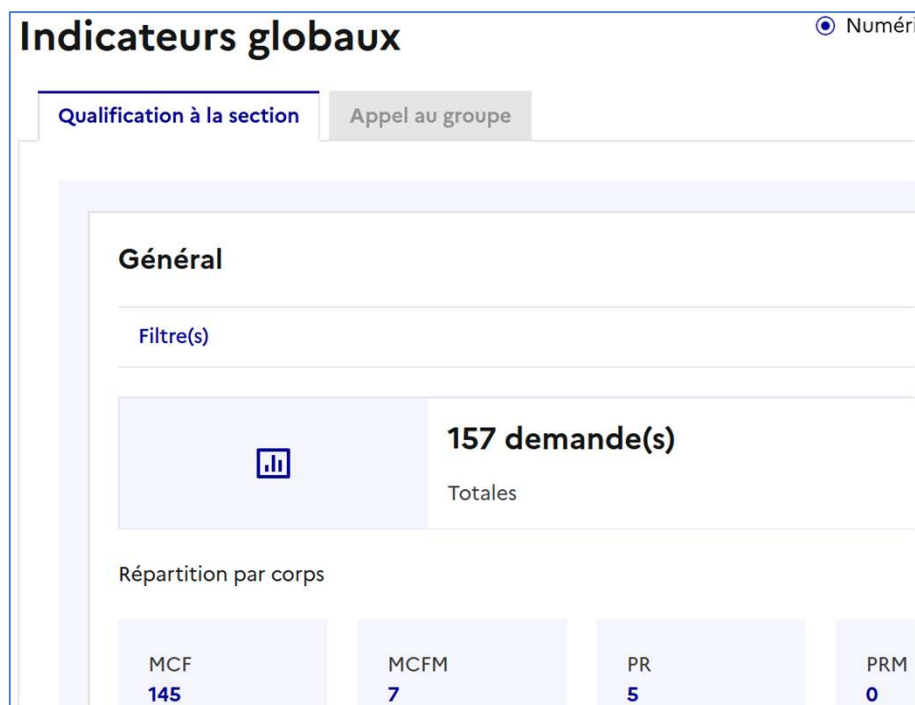 Indicateurs globaux
Numéri
Qualification à la section
Appel au groupe
Général
Filtre(s)
157 demande(s)
Totales
Répartition par corps
MCF MCFM PR PRM
145 7 5 0